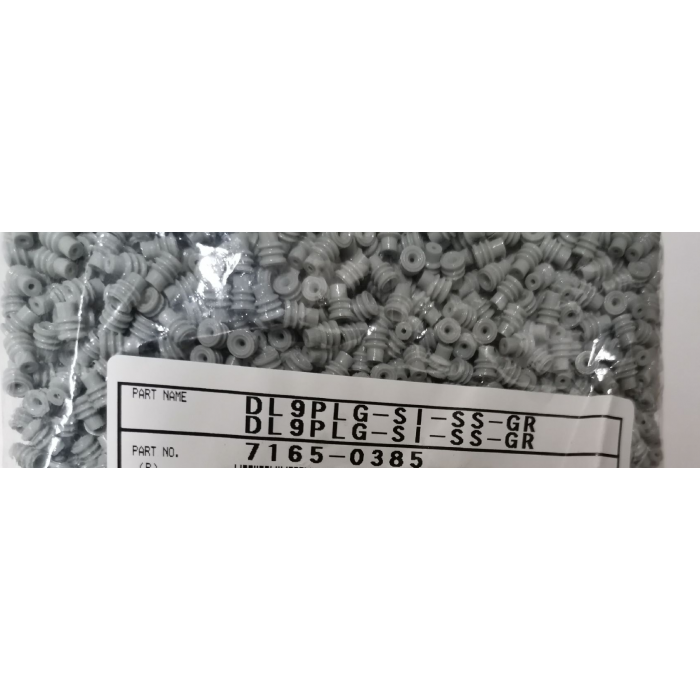 PART NAME
DL9PLG-SI-SS-GR
DL9PLG-SI-SS-GR
PART NO.
7165-0385
(P)